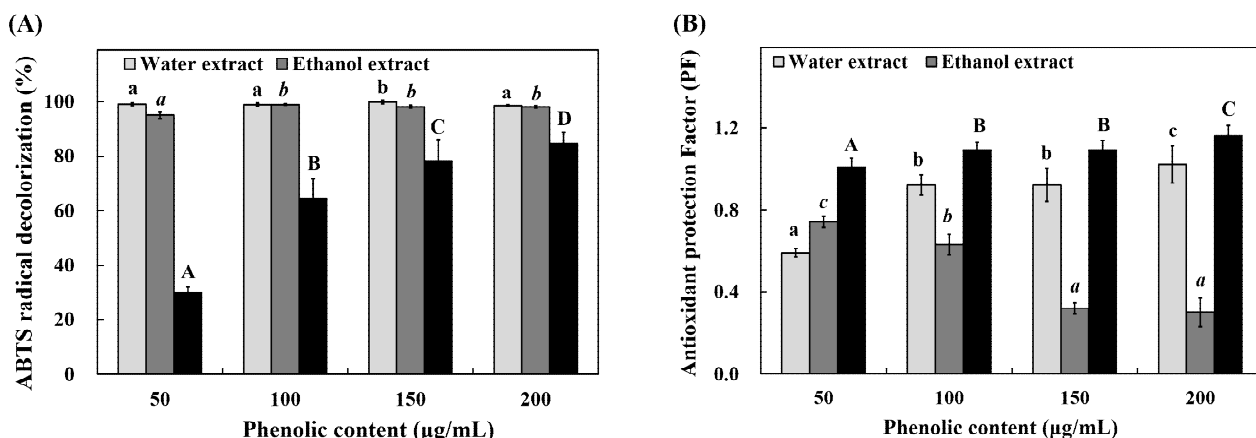 (A)
ABTS radical decolorization (%)
Water extract Ethanol extract
100
80
60
40
20
0
a a A
a b B
b b C
a b D
50 100 150 200
Phenolic content (µg/mL)
(B)
Antioxidant protection Factor (PF)
Water extract Ethanol extract
1.2
0.8
0.4
0.0
a c A
b b B
b a B
c a C
50 100 150 200
Phenolic content (µg/mL)